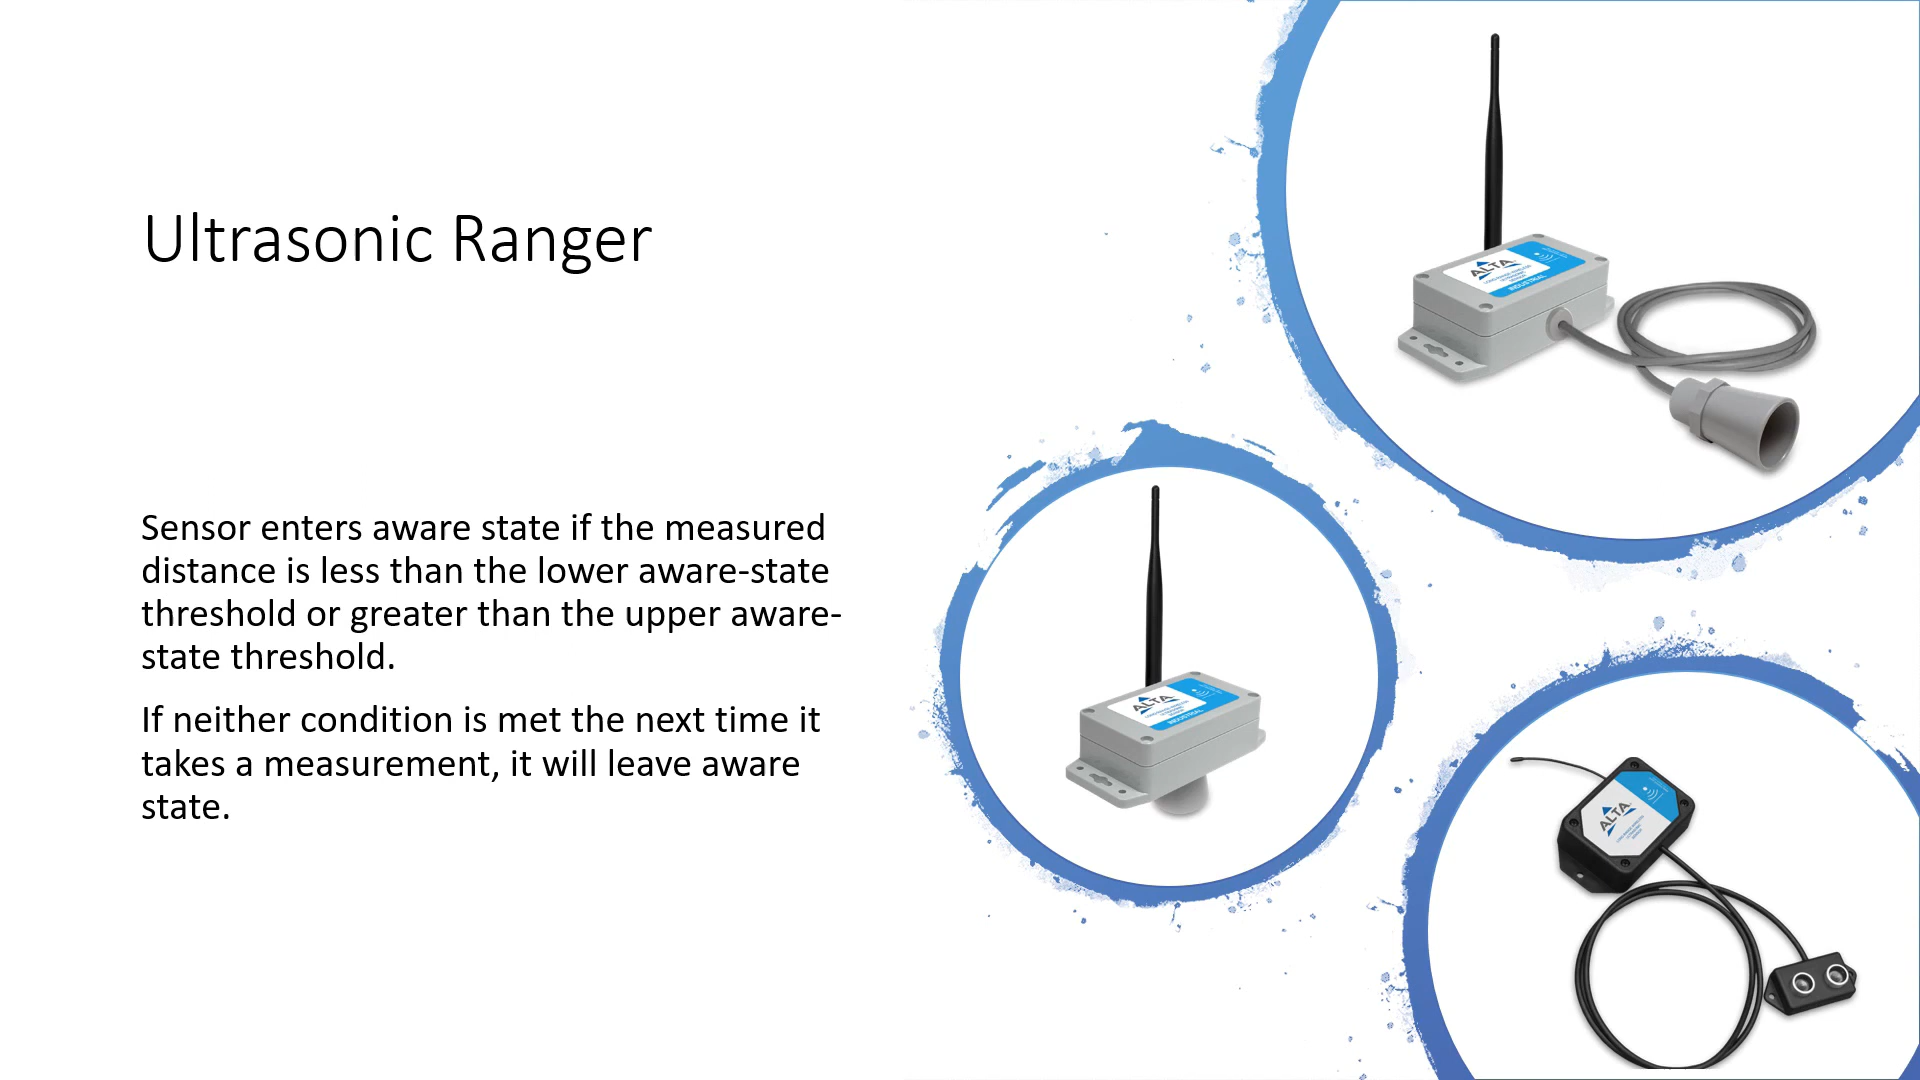 Ultrasonic Ranger
Sensor enters aware state if the measured
distance is less than the lower aware-state
threshold or greater than the upper aware-
state threshold.
If neither condition is met the next time it
takes a measurement, it will leave aware
state.
ALTA
INDUSTRIAL
ALTA
INDUSTRIAL
ALTA